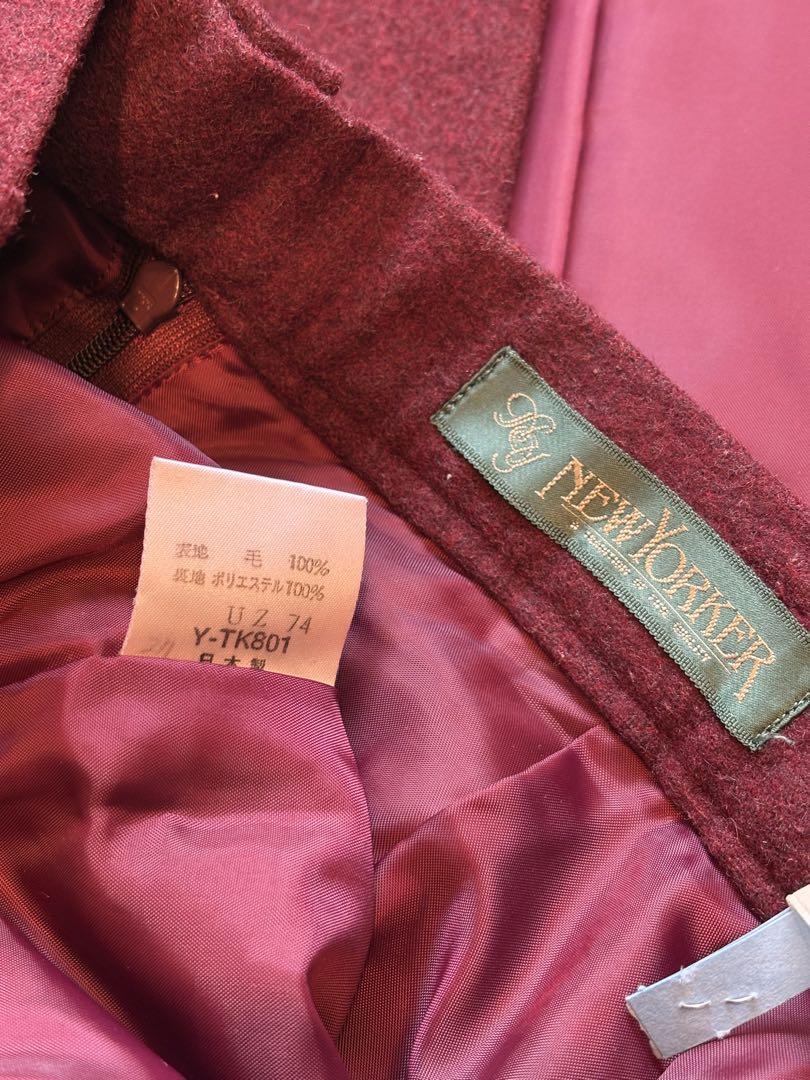 表地 毛 100%
裏地 ポリエステル100%
UZ 74
Y-TK801
日本製
NEWYORKER